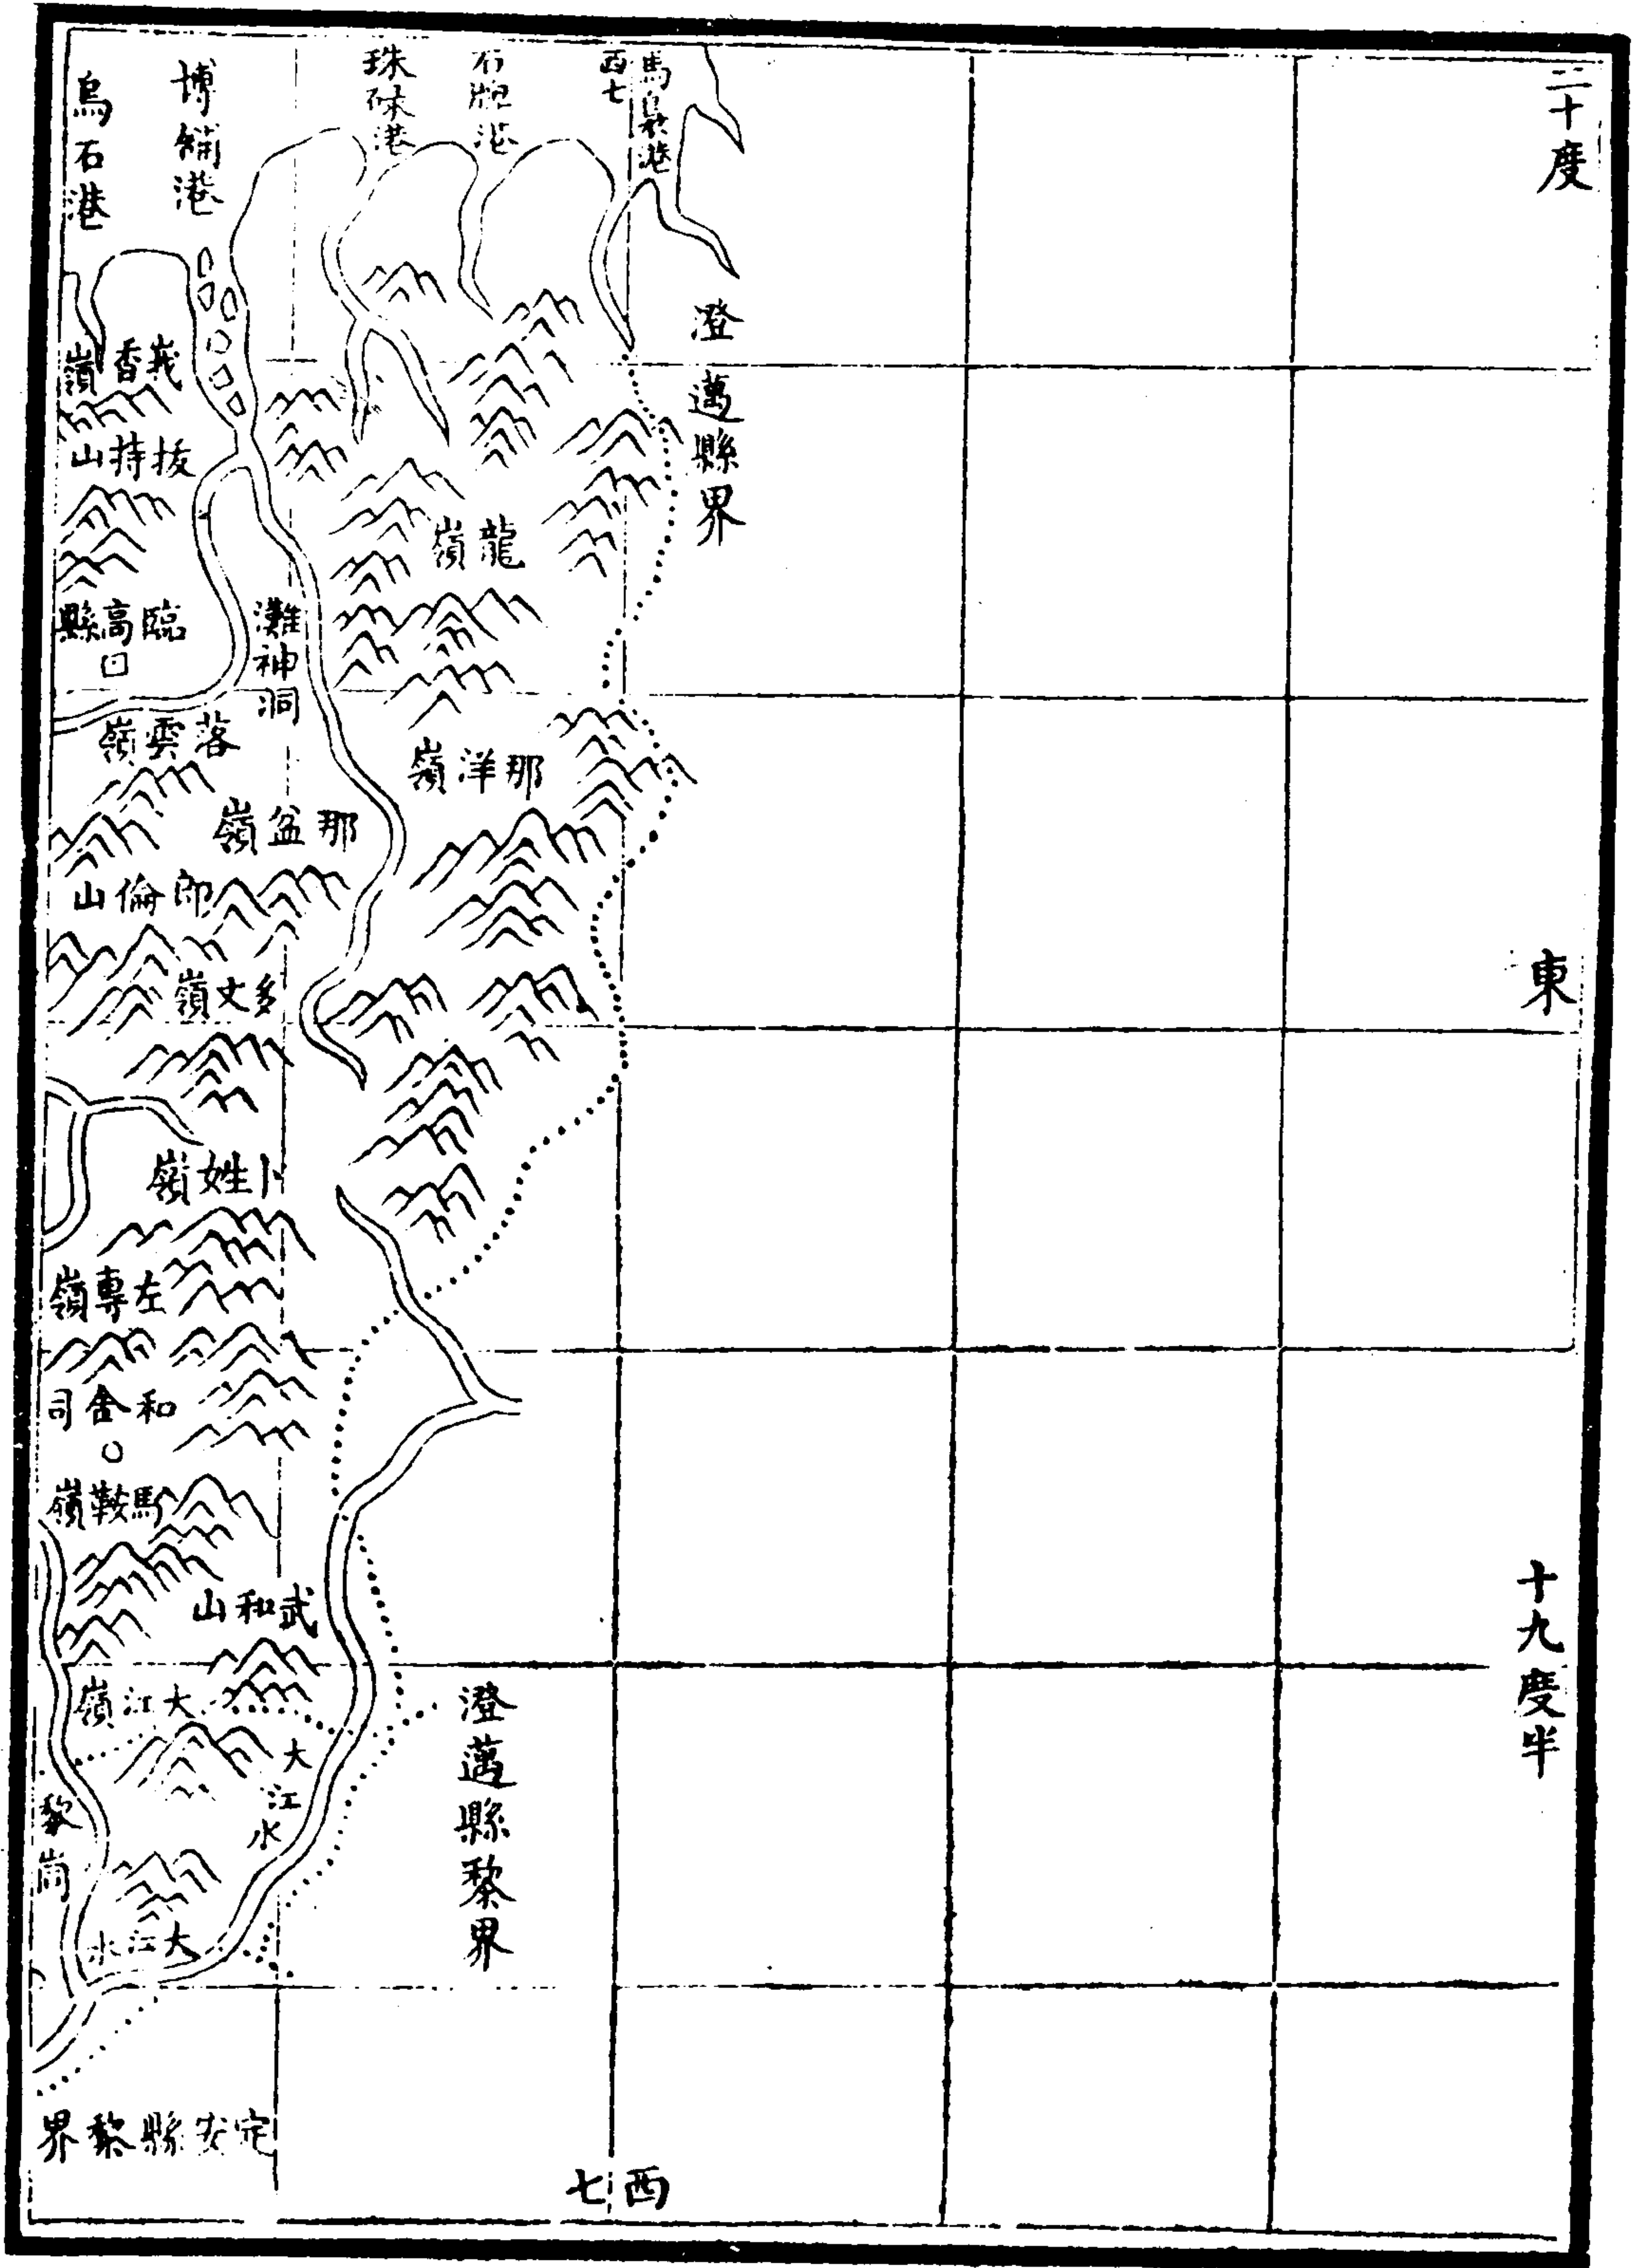 二十度
東
十九度半
馬裊港
西七
石牌港
珠碌港
博鋪港
烏石港
澄邁縣界
峩香嶺
拔持山
龍嶺
臨高縣
灘神洞
落雲嶺
那洋嶺
那盆嶺
郎倫山
多文嶺
卜姓嶺
左專嶺
和舍司
馬鞍嶺
武和山
大江嶺
大江水
澄邁縣黎界
黎峝
大江水
定安縣黎界
西七